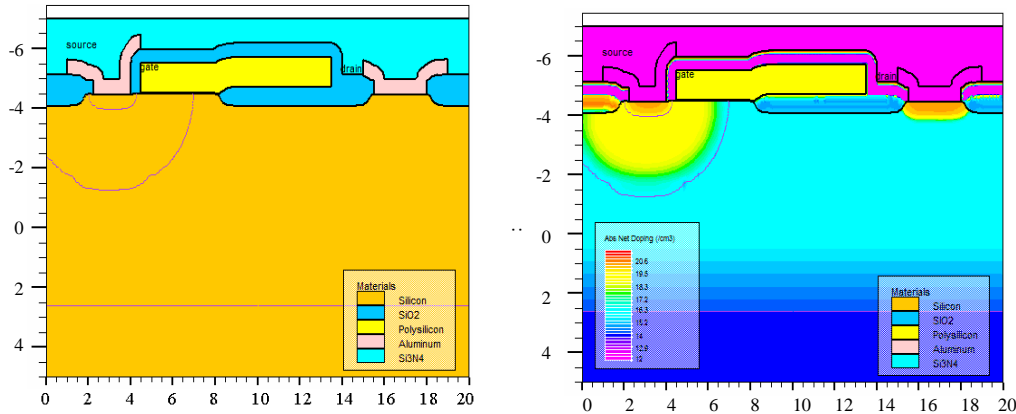 source
gate
drain
-6
-4
-2
0
2
4
0 2 4 6 8 10 12 14 16 18 20
Materials
Silicon
SiO2
Polysilicon
Aluminum
Si3N4
source
gate
drain
-6
-4
-2
0
2
4
0 2 4 6 8 10 12 14 16 18 20
Abs Net Doping (/cm3)
20.6
19.5
18.3
17.2
16.3
15.2
14
12.9
12
Materials
Silicon
SiO2
Polysilicon
Aluminum
Si3N4